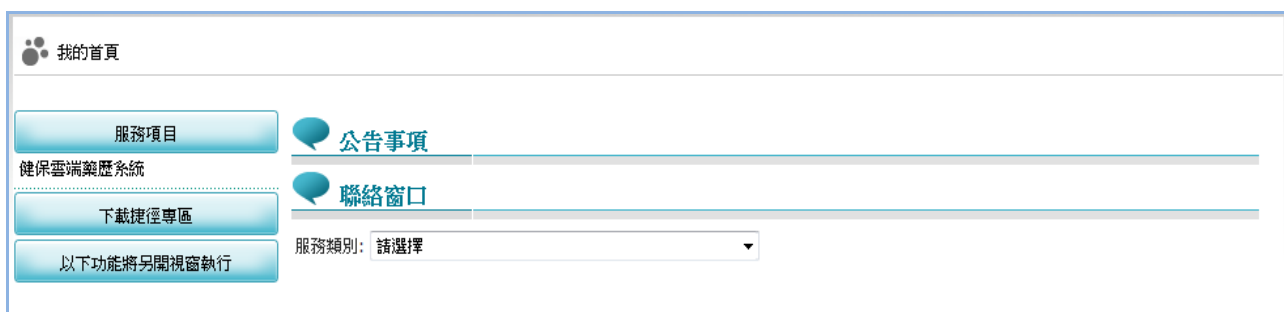 我的首頁
服務項目
健保雲端藥歷系統
下載捷徑專區
以下功能將另開視窗執行
公告事項
聯絡窗口
服務類別: 請選擇